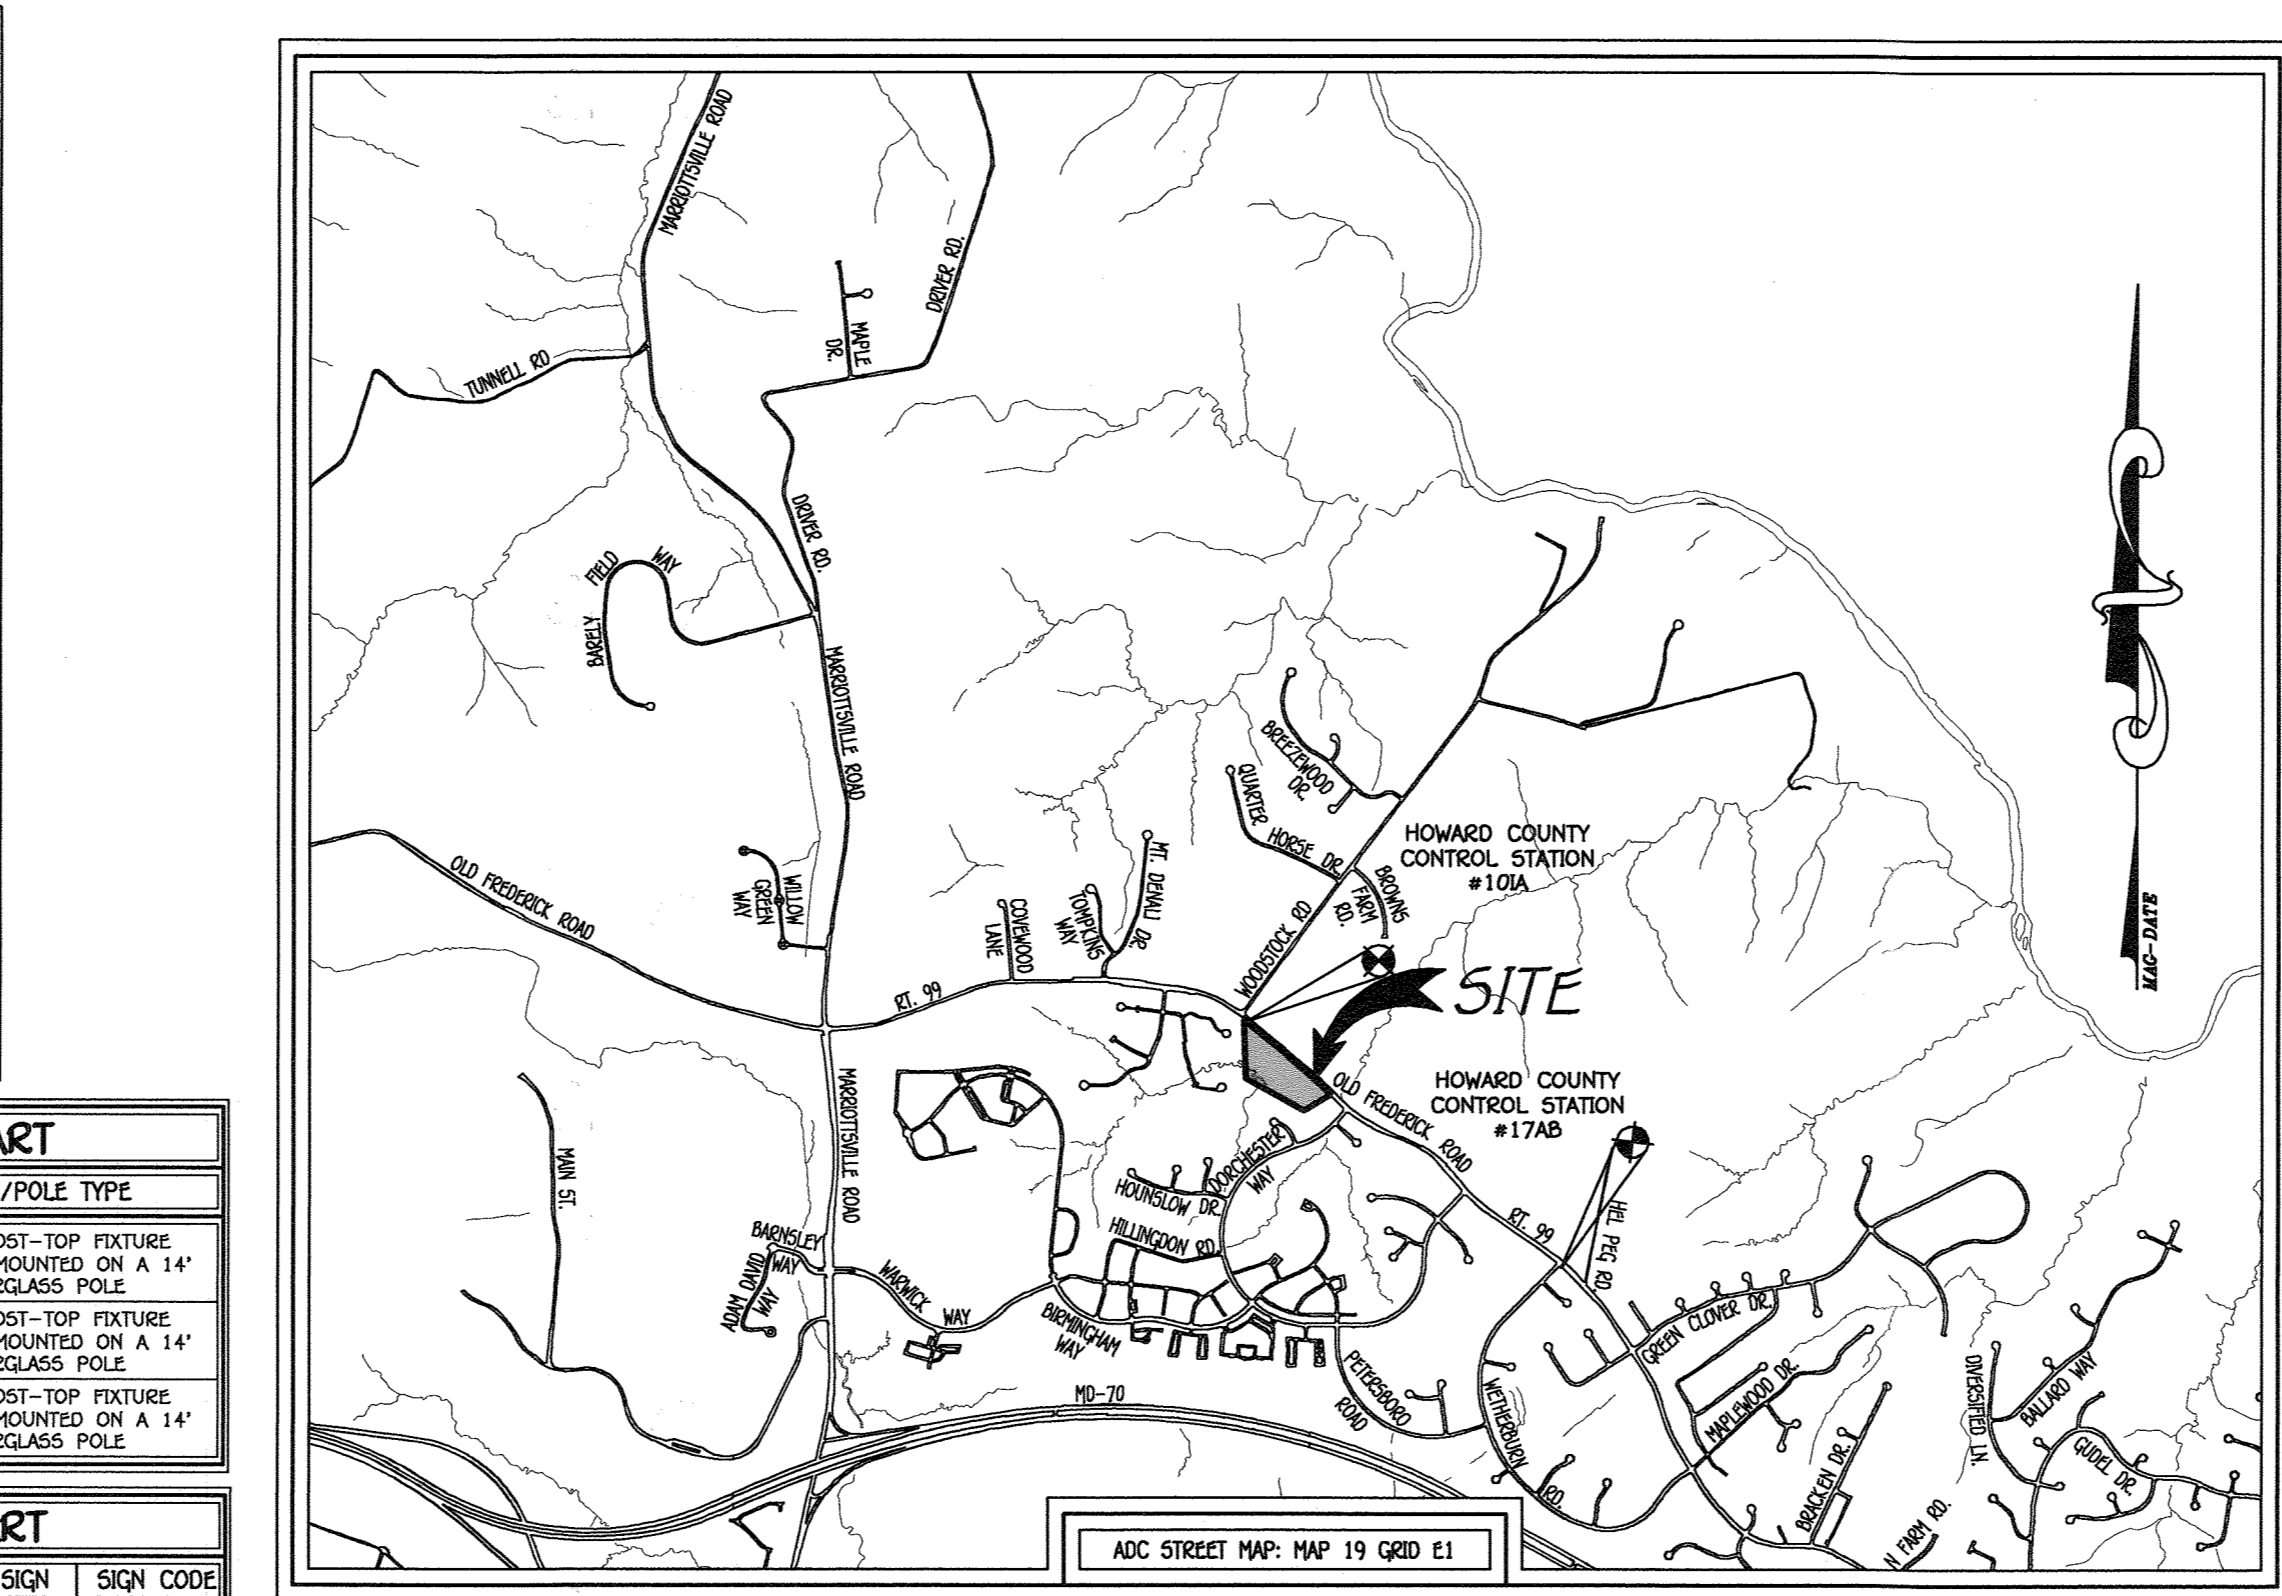 MARRIOTTSVILLE ROAD
DRIVER RD.
MAPLE
DR.
TUNNELL RD
DRIVER RD.
BARELY FIELD WAY
MARRIOTTSVILLE ROAD
BREEZEWOOD
DR.
QUARTER HORSE DR.
HOWARD COUNTY
CONTROL STATION
#10IA
BROWNS
FARM
RD.
OLD FREDERICK ROAD
WILLOW
GREEN
WAY
COVEWOOD
LANE
TOMPKINS
WAY
MT. DENALI DR.
WOODSTOCK RD
RT. 99
SITE
MAG-DATE
OLD FREDERICK ROAD
HOWARD COUNTY
CONTROL STATION
#17AB
MARRIOTTSVILLE ROAD
MAIN ST.
DORCHESTER
WAY
HOUNSLOW DR.
HILLINGDON RD.
RT. 99
BARNSLEY
WAY
ADAM DAVID
WAY
WARWICK WAY
BIRMINGHAM
WAY
GREEN CLOVER DR.
PETERSBORO
ROAD
WETHERBURN RD.
MAPLEWOOD DR.
DIVERSIFIED LN.
BALLARD WAY
GUDEL DR.
BRACKEN DR.
N FARM RD.
MD-70
ADC STREET MAP: MAP 19 GRID E1
ART
/POLE TYPE
OST-TOP FIXTURE
MOUNTED ON A 14'
RGLASS POLE
OST-TOP FIXTURE
MOUNTED ON A 14'
RGLASS POLE
OST-TOP FIXTURE
MOUNTED ON A 14'
RGLASS POLE
RT
SIGN
SIGN CODE